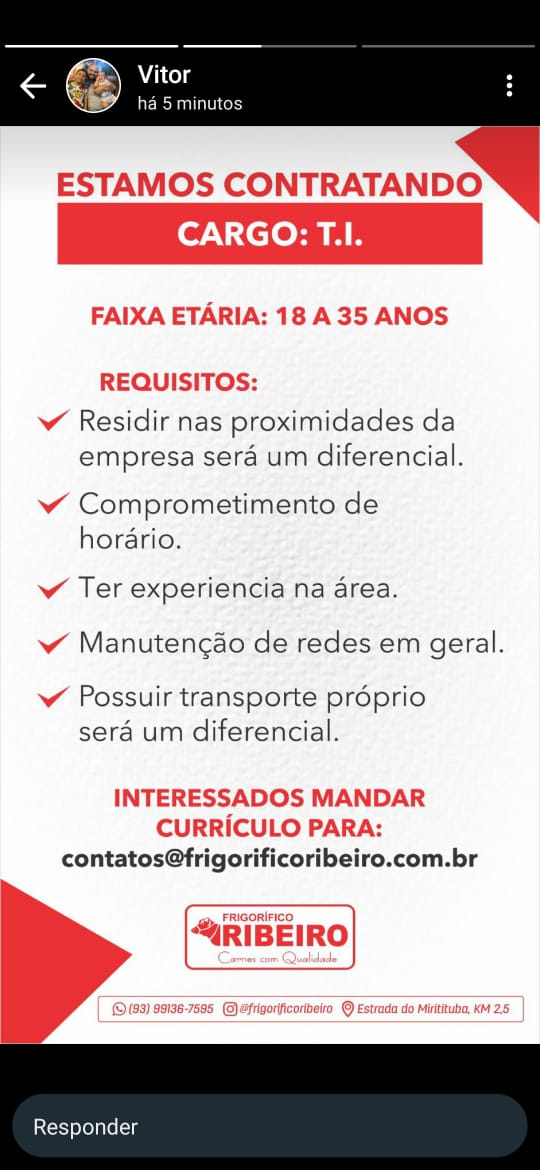 Vitor
há 5 minutos
ESTAMOS CONTRATANDO
CARGO: T.I.
FAIXA ETÁRIA: 18 A 35 ANOS
REQUISITOS:
Residir nas proximidades da
empresa será um diferencial.
Comprometimento de
horário.
Ter experiencia na área.
Manutenção de redes em geral.
Possuir transporte próprio
será um diferencial.
INTERESSADOS MANDAR
CURRÍCULO PARA:
contatos@frigorificoribeiro.com.br
FRIGORÍFICO
RIBEIRO
Carnes com Qualidade
(93) 99136-7595 @frigorificoribeiro Estrada do Miritituba, KM 2,5
Responder